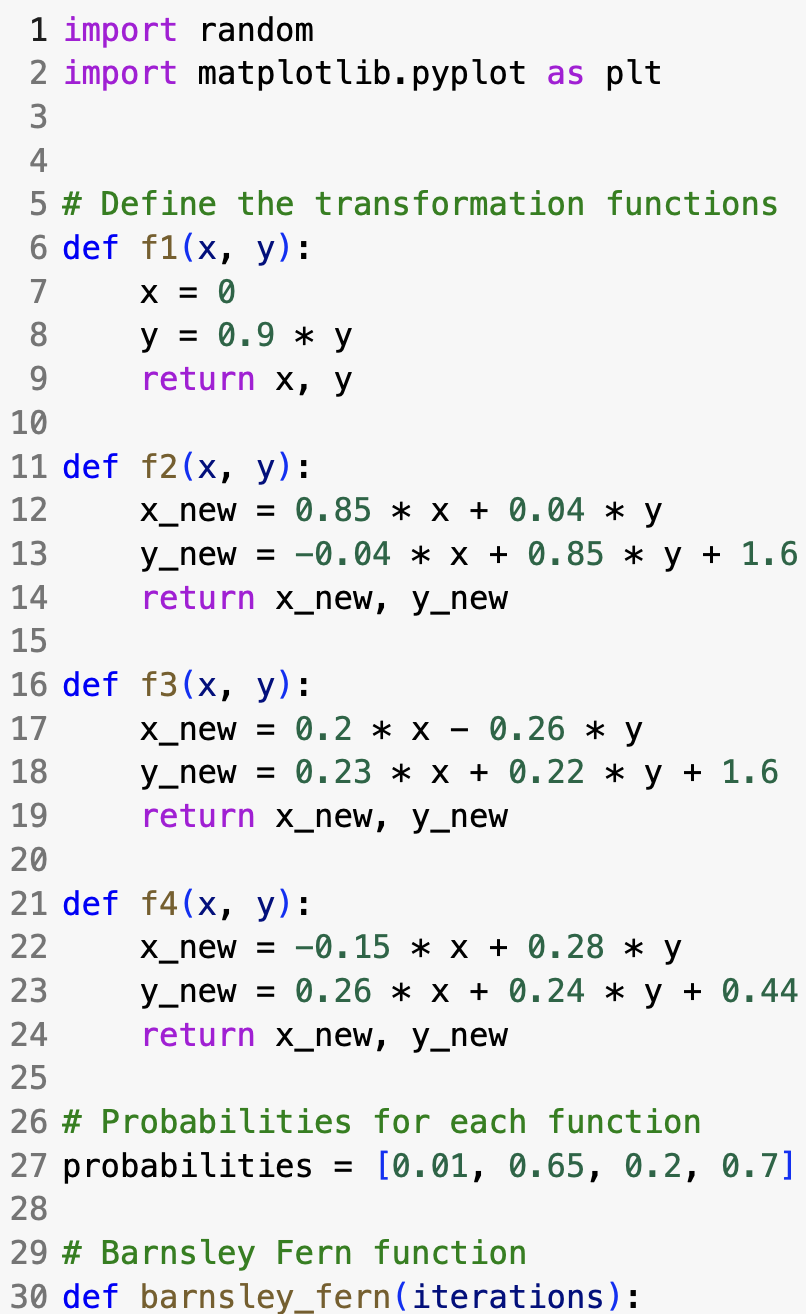 1 import random
2 import matplotlib.pyplot as plt
3
4
5 # Define the transformation functions
6 def f1(x, y):
7     x = 0
8     y = 0.9 * y
9     return x, y
10
11 def f2(x, y):
12     x_new = 0.85 * x + 0.04 * y
13     y_new = -0.04 * x + 0.85 * y + 1.6
14     return x_new, y_new
15
16 def f3(x, y):
17     x_new = 0.2 * x - 0.26 * y
18     y_new = 0.23 * x + 0.22 * y + 1.6
19     return x_new, y_new
20
21 def f4(x, y):
22     x_new = -0.15 * x + 0.28 * y
23     y_new = 0.26 * x + 0.24 * y + 0.44
24     return x_new, y_new
25
26 # Probabilities for each function
27 probabilities = [0.01, 0.65, 0.2, 0.7]
28
29 # Barnsley Fern function
30 def barnsley_fern(iterations):